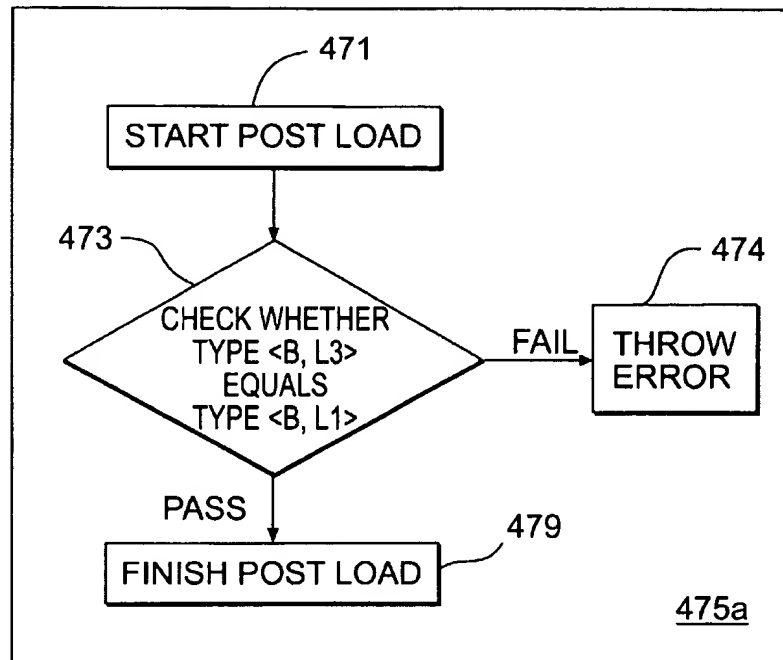 471
START POST LOAD
473
CHECK WHETHER
TYPE <B, L3>
EQUALS
TYPE <B, L1>
FAIL
474
THROW
ERROR
PASS
479
FINISH POST LOAD
475a